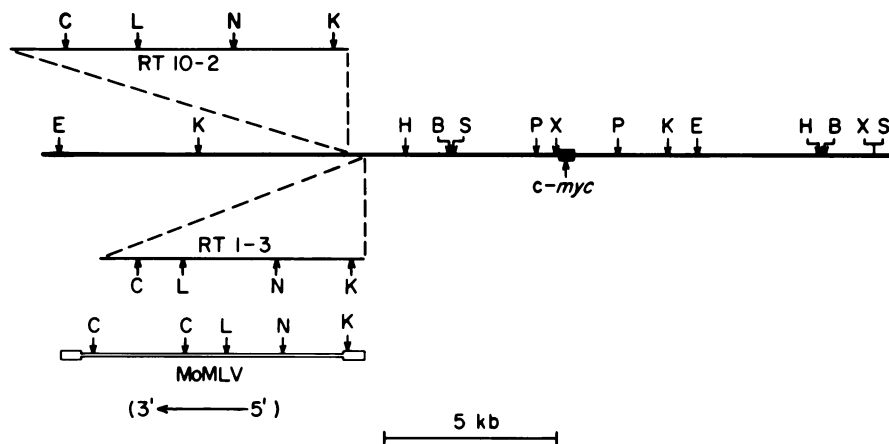 C L N K
RT 10-2
E K H B S P X P K E H B X S
c-myc
RT 1-3
C L N K
C C L N K
MoMLV
(3' 5')
5 kb